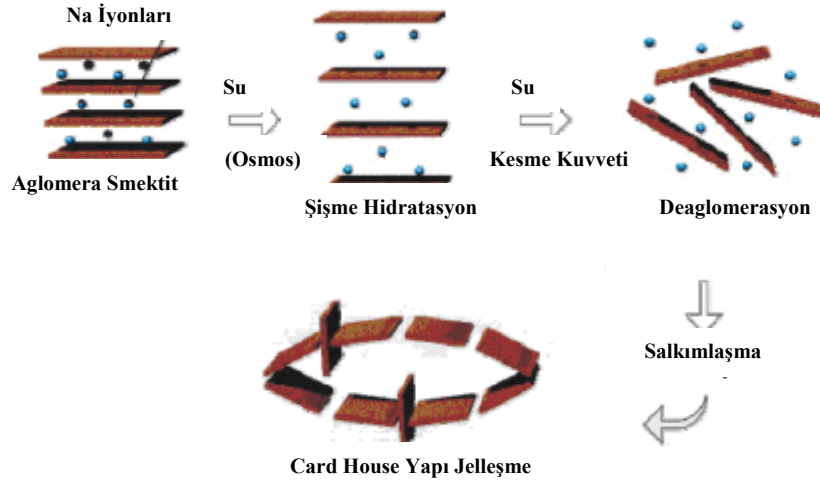 Na İyonları
Su
(Osmos)
Su
Kesme Kuvveti
Aglomera Smektit
Şişme Hidratasyon
Deaglomerasyon
Salkımlaşma
Card House Yapı Jelleşme